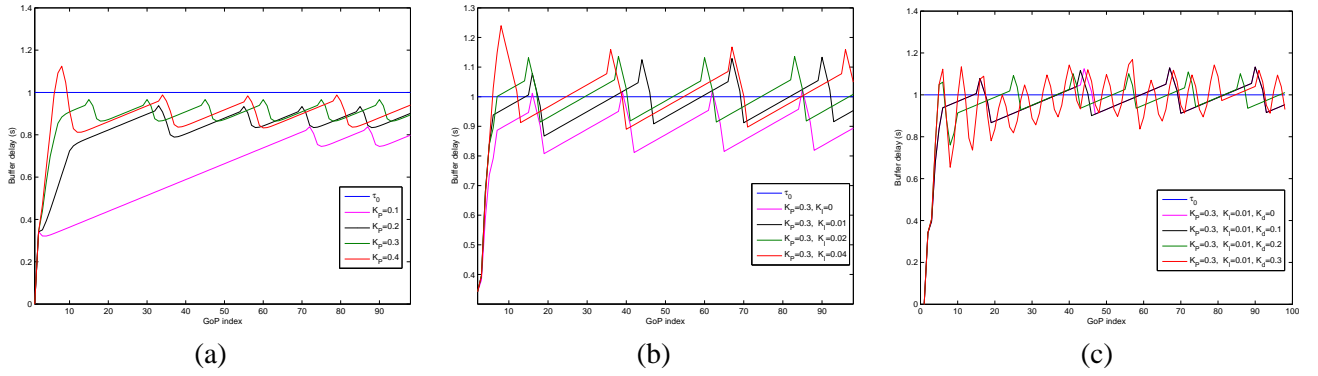 1.4
1.2
1
0.8
0.6
0.4
0.2
0
Buffer delay (s)
10 20 30 40 50 60 70 80 90
GoP index
τ0
KP=0.1
KP=0.2
KP=0.3
KP=0.4
(a)
1.3
1.2
1.1
1
0.9
0.8
0.7
0.6
0.5
0.4
Buffer delay (s)
10 20 30 40 50 60 70 80 90
GoP index
τ0
KP=0.3, KI=0
KP=0.3, KI=0.01
KP=0.3, KI=0.02
KP=0.3, KI=0.04
(b)
1.4
1.2
1
0.8
0.6
0.4
0.2
0
Buffer delay (s)
0 10 20 30 40 50 60 70 80 90 100
GoP index
τ0
KP=0.3, KI=0.01, Kd=0
KP=0.3, KI=0.01, Kd=0.1
KP=0.3, KI=0.01, Kd=0.2
KP=0.3, KI=0.01, Kd=0.3
(c)